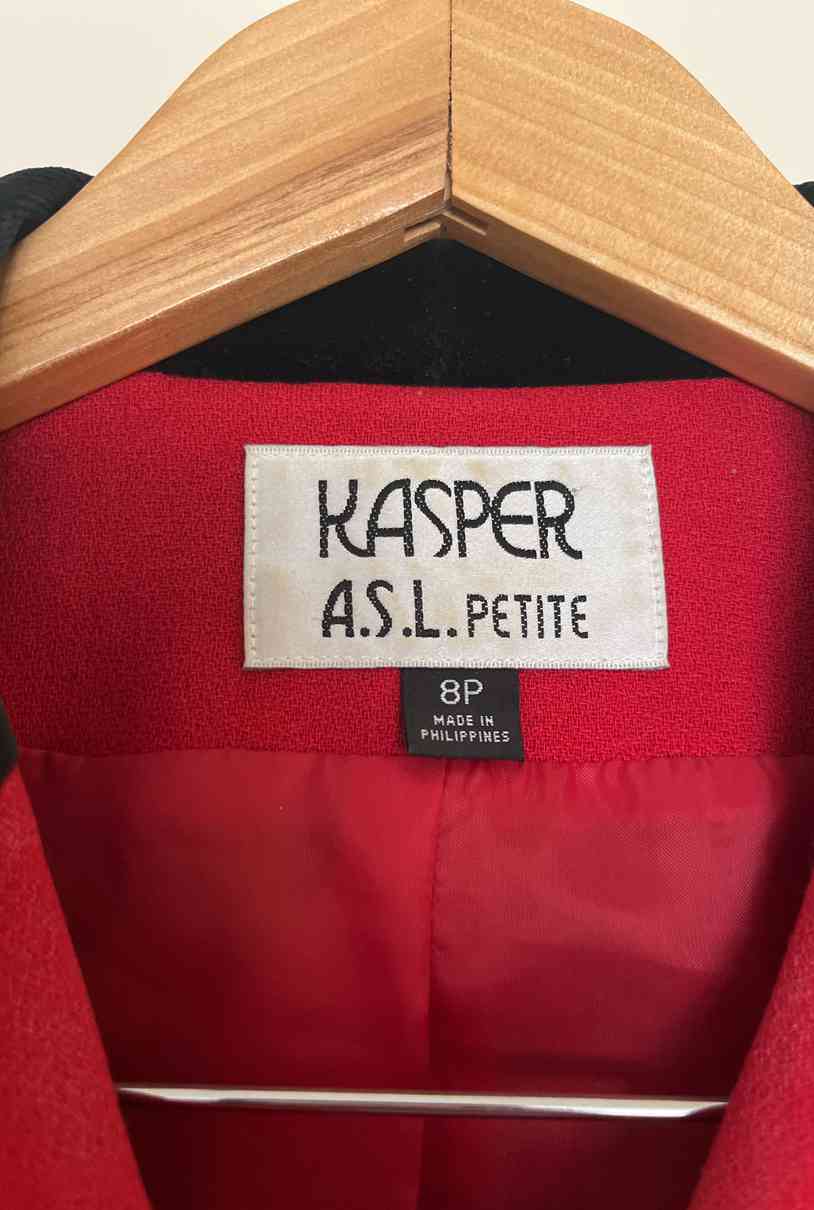 KASPER
A.S.L. PETITE
8P
MADE IN
PHILIPPINES